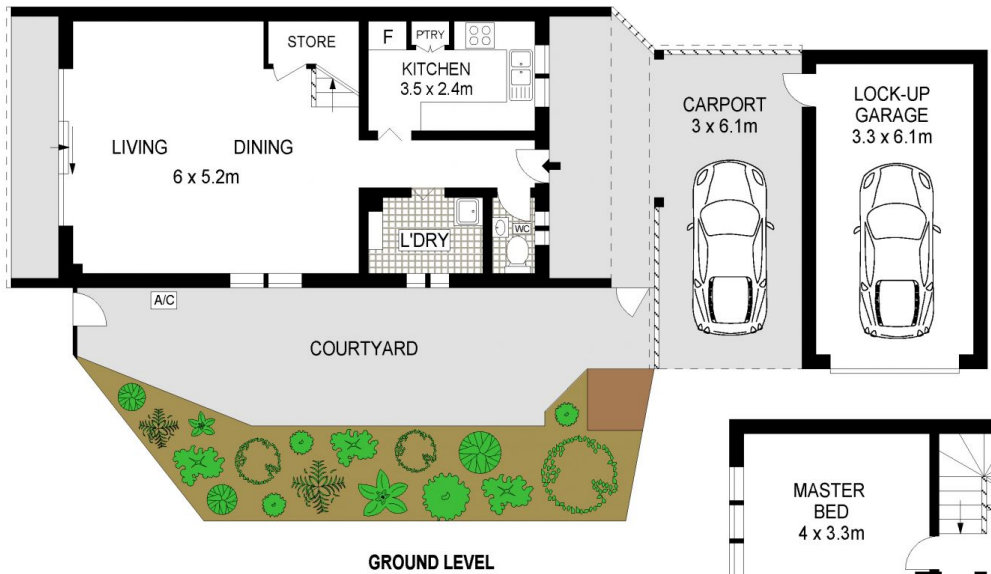 STORE
F
P'TRY
KITCHEN
3.5 x 2.4m
LIVING
DINING
6 x 5.2m
L'DRY
WC
CARPORT
3 x 6.1m
LOCK-UP
GARAGE
3.3 x 6.1m
A/C
COURTYARD
MASTER
BED
4 x 3.3m
GROUND LEVEL